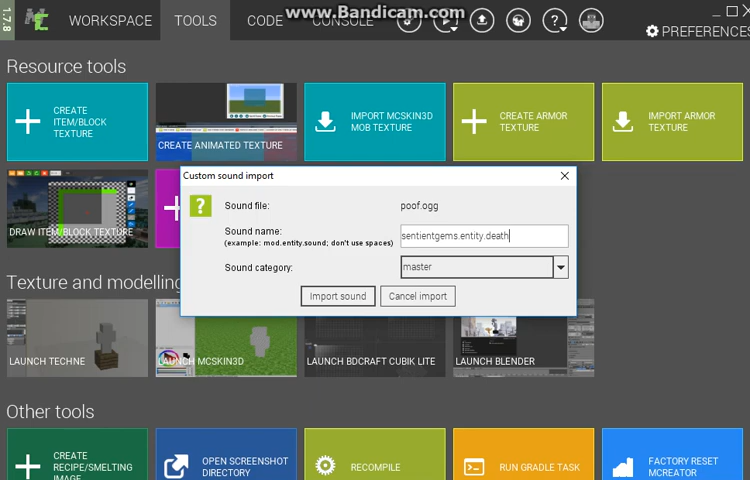 www.Bandicam.com
1.7.8
WORKSPACE
TOOLS
CODE
CONSOLE
PREFERENCES
Resource tools
CREATE
ITEM/BLOCK
TEXTURE
CREATE ANIMATED TEXTURE
IMPORT MCSKIN3D
MOB TEXTURE
CREATE ARMOR
TEXTURE
IMPORT ARMOR
TEXTURE
DRAW ITEM/BLOCK TEXTURE
Custom sound import
Sound file:
poof.ogg
Sound name:
(example: mod.entity.sound; don't use spaces)
sentientgems.entity.death
Sound category:
master
Import sound
Cancel import
Texture and modelling
LAUNCH TECHNE
LAUNCH MCSKIN3D
LAUNCH BDCRAFT CUBIK LITE
LAUNCH BLENDER
Other tools
CREATE
RECIPE/SMELTING
IMAGE
OPEN SCREENSHOT
DIRECTORY
RECOMPILE
RUN GRADLE TASK
FACTORY RESET
MCREATOR